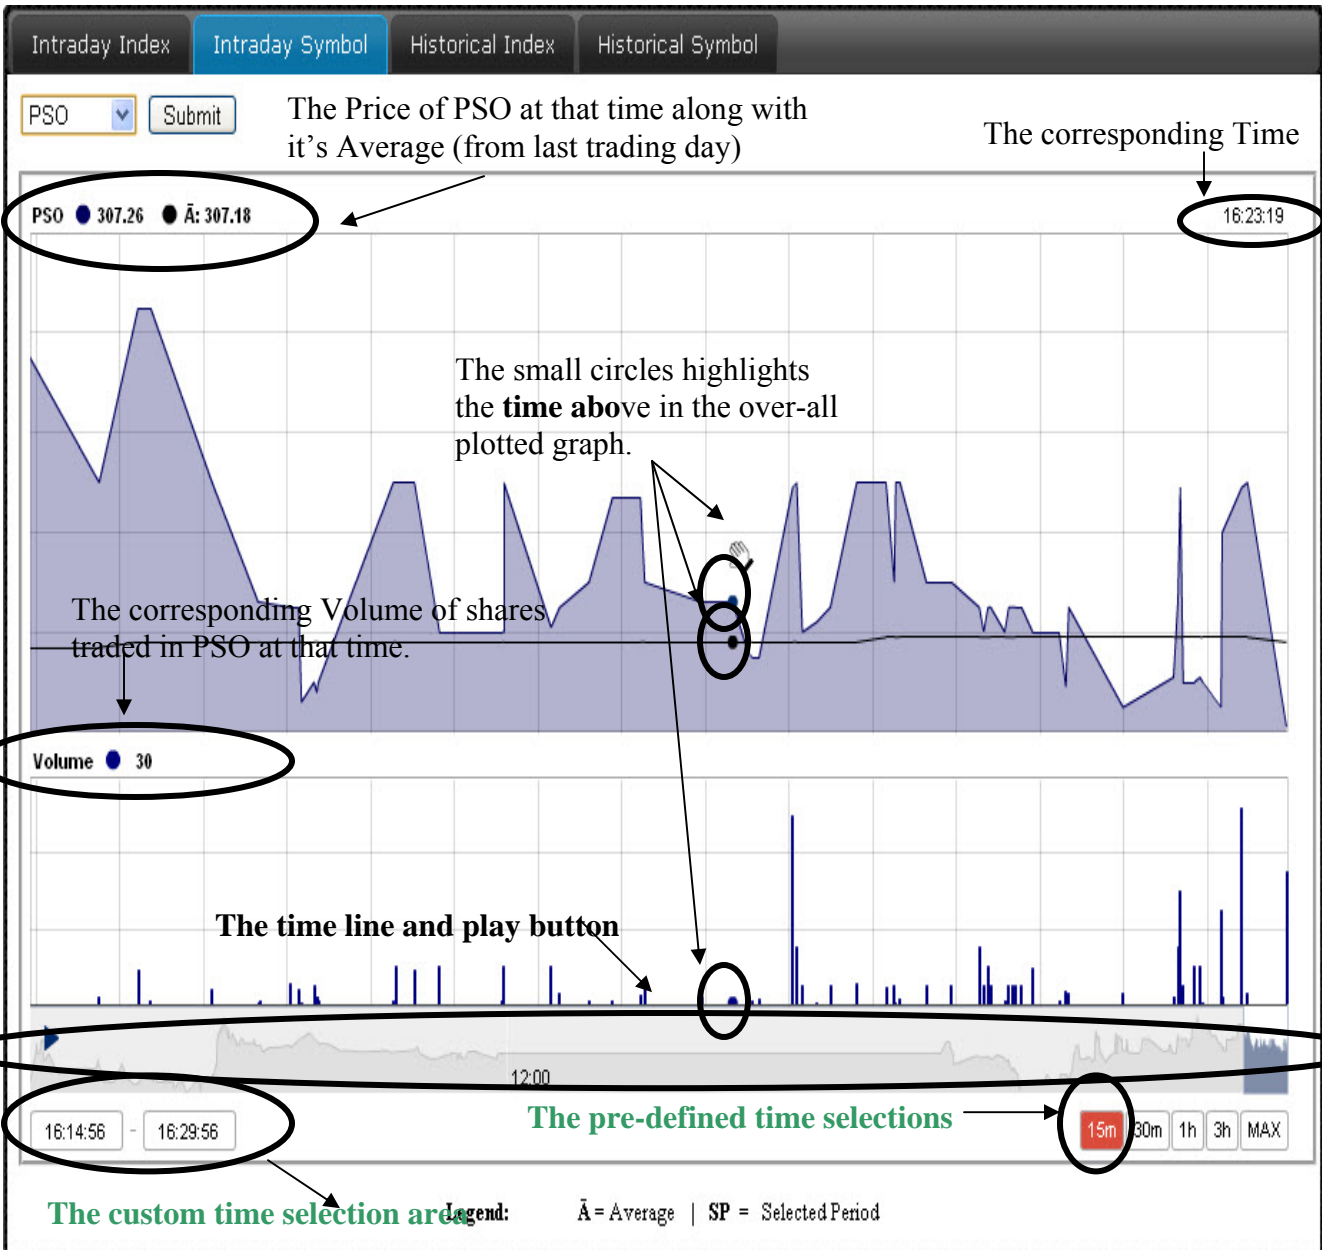 Intraday Index Intraday Symbol Historical Index Historical Symbol
PSO Submit
The Price of PSO at that time along with
it's Average (from last trading day)
The corresponding Time
PSO 307.26 Ā: 307.18
16:23:19
The small circles highlights
the time above in the over-all
plotted graph.
The corresponding Volume of shares
traded in PSO at that time.
Volume 30
The time line and play button
12:00
16:14:56 - 16:29:56
The pre-defined time selections
15m 30m 1h 3h MAX
The custom time selection area
Legend: Ā = Average | SP = Selected Period